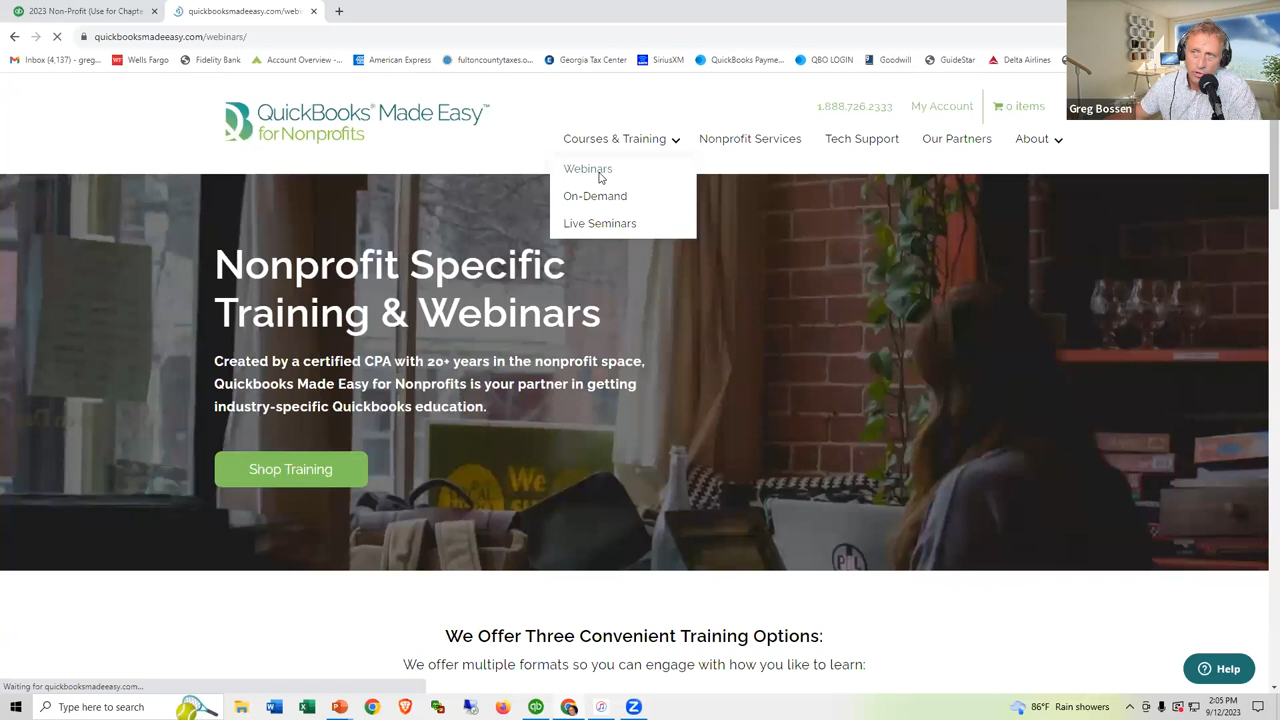 2023 Non-Profit (Use for Chapte
quickbooksmadeeasy.com/web
quickbooksmadeeasy.com/webinars/
Inbox (4,137) - greg...
Wells Fargo
Fidelity Bank
Account Overview -...
American Express
fultoncountytaxes.o...
Georgia Tax Center
SiriusXM
QuickBooks Payme...
QBO LOGIN
Goodwill
GuideStar
Delta Airlines
Greg Bossen
QuickBooks® Made Easy™
for Nonprofits
1.888.726.2333 My Account 0 items
Courses & Training Nonprofit Services Tech Support Our Partners About
Webinars
On-Demand
Live Seminars
Nonprofit Specific
Training & Webinars
Created by a certified CPA with 20+ years in the nonprofit space,
Quickbooks Made Easy for Nonprofits is your partner in getting
industry-specific Quickbooks education.
Shop Training
We
We Offer Three Convenient Training Options:
We offer multiple formats so you can engage with how you like to learn:
Help
Waiting for quickbooksmadeeasy.com...
Type here to search
86°F Rain showers
2:05 PM
9/12/2023